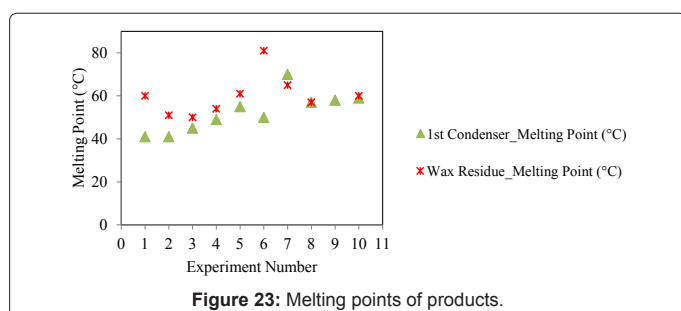 80
60
40
20
0
Melting Point (°C)
0 1 2 3 4 5 6 7 8 9 10 11
Experiment Number
1st Condenser_Melting Point (°C)
Wax Residue_Melting Point (°C)
Figure 23: Melting points of products.